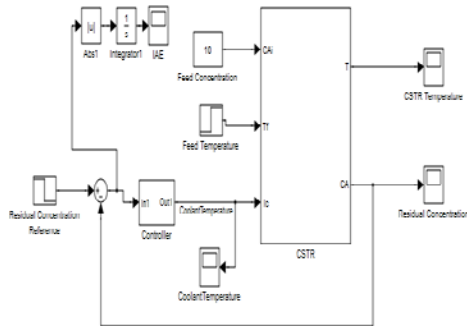 |u|
1
s
Abs1
Integrator1
IAE
10
Feed Concentration
CAi
T
CSTR Temperature
Feed Temperature
Tf
CA
Residual Concentration
Residual Concentration
Reference
In1
Out1
Controller
CoolantTemperature
CoolantTemperature
CSTR